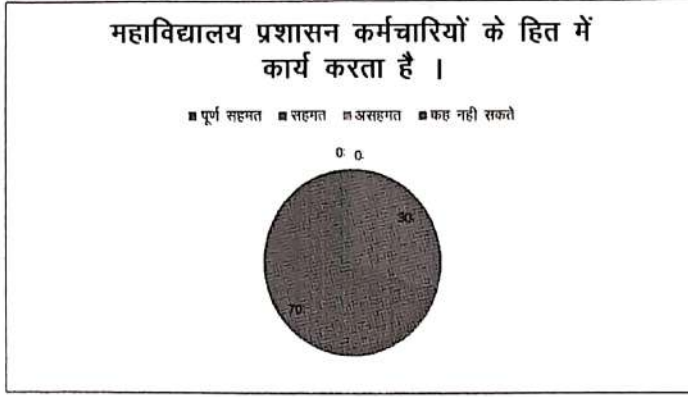 महाविद्यालय प्रशासन कर्मचारियों के हित में
कार्य करता है ।
पूर्ण सहमत सहमत असहमत कह नही सकते
0 0
30
70